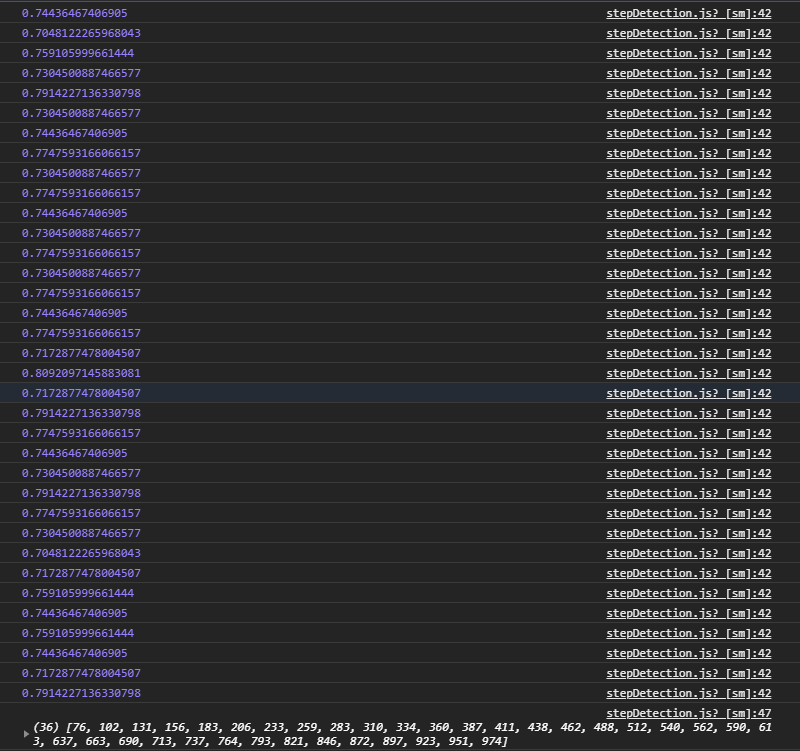 0.74436467406905 stepDetection.js? [sm]:42
0.7048122265968043 stepDetection.js? [sm]:42
0.759105999661444 stepDetection.js? [sm]:42
0.7304500887466577 stepDetection.js? [sm]:42
0.7914227136330798 stepDetection.js? [sm]:42
0.7304500887466577 stepDetection.js? [sm]:42
0.74436467406905 stepDetection.js? [sm]:42
0.7747593166066157 stepDetection.js? [sm]:42
0.7304500887466577 stepDetection.js? [sm]:42
0.7747593166066157 stepDetection.js? [sm]:42
0.74436467406905 stepDetection.js? [sm]:42
0.7304500887466577 stepDetection.js? [sm]:42
0.7747593166066157 stepDetection.js? [sm]:42
0.7304500887466577 stepDetection.js? [sm]:42
0.7747593166066157 stepDetection.js? [sm]:42
0.74436467406905 stepDetection.js? [sm]:42
0.7747593166066157 stepDetection.js? [sm]:42
0.7172877478004507 stepDetection.js? [sm]:42
0.8092097145883081 stepDetection.js? [sm]:42
0.7172877478004507 stepDetection.js? [sm]:42
0.7914227136330798 stepDetection.js? [sm]:42
0.7747593166066157 stepDetection.js? [sm]:42
0.74436467406905 stepDetection.js? [sm]:42
0.7304500887466577 stepDetection.js? [sm]:42
0.7914227136330798 stepDetection.js? [sm]:42
0.7747593166066157 stepDetection.js? [sm]:42
0.7304500887466577 stepDetection.js? [sm]:42
0.7048122265968043 stepDetection.js? [sm]:42
0.7172877478004507 stepDetection.js? [sm]:42
0.759105999661444 stepDetection.js? [sm]:42
0.74436467406905 stepDetection.js? [sm]:42
0.759105999661444 stepDetection.js? [sm]:42
0.74436467406905 stepDetection.js? [sm]:42
0.7172877478004507 stepDetection.js? [sm]:42
0.7914227136330798 stepDetection.js? [sm]:42
stepDetection.js? [sm]:47
(36) [76, 102, 131, 156, 183, 206, 233, 259, 283, 310, 334, 360, 387, 411, 438, 462, 488, 512, 540, 562, 590, 61
3, 637, 663, 690, 713, 737, 764, 793, 821, 846, 872, 897, 923, 951, 974]